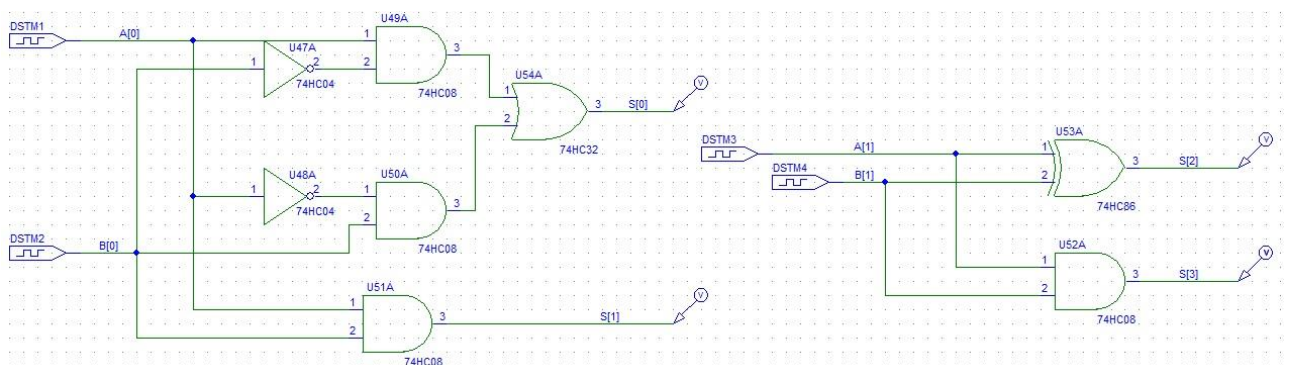 DSTM1
A[0]
U47A
1
2
74HC04
U49A
1
2
3
74HC08
U54A
1
2
3
S[0]
V
74HC32
U48A
1
2
74HC04
U50A
1
2
3
74HC08
DSTM2
B[0]
U51A
1
2
3
S[1]
V
74HC08
DSTM3
A[1]
DSTM4
B[1]
U53A
1
2
3
S[2]
V
74HC86
U52A
1
2
3
S[3]
V
74HC08